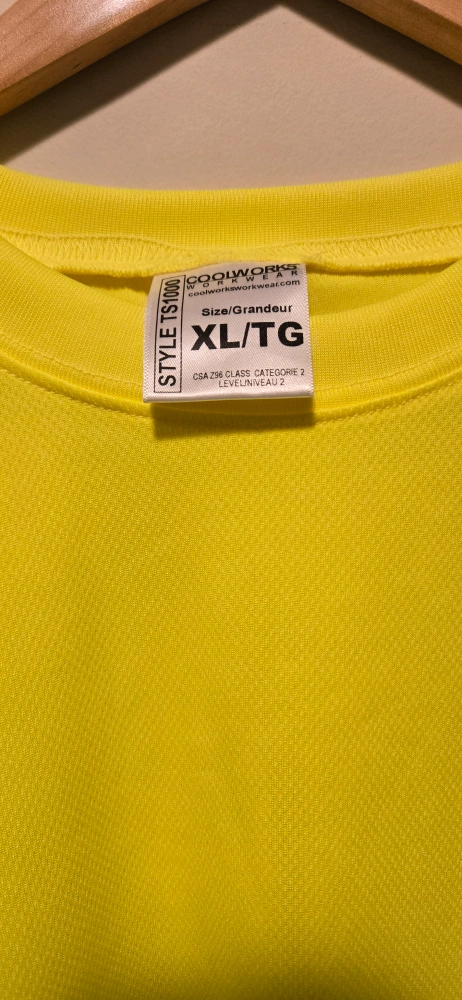 STYLE TS1000
COOLWORKS
WORKWEAR
coolworksworkwear.com
Size/Grandeur
XL/TG
CSA Z96 CLASS CATEGORIE 2
LEVEL/NIVEAU 2